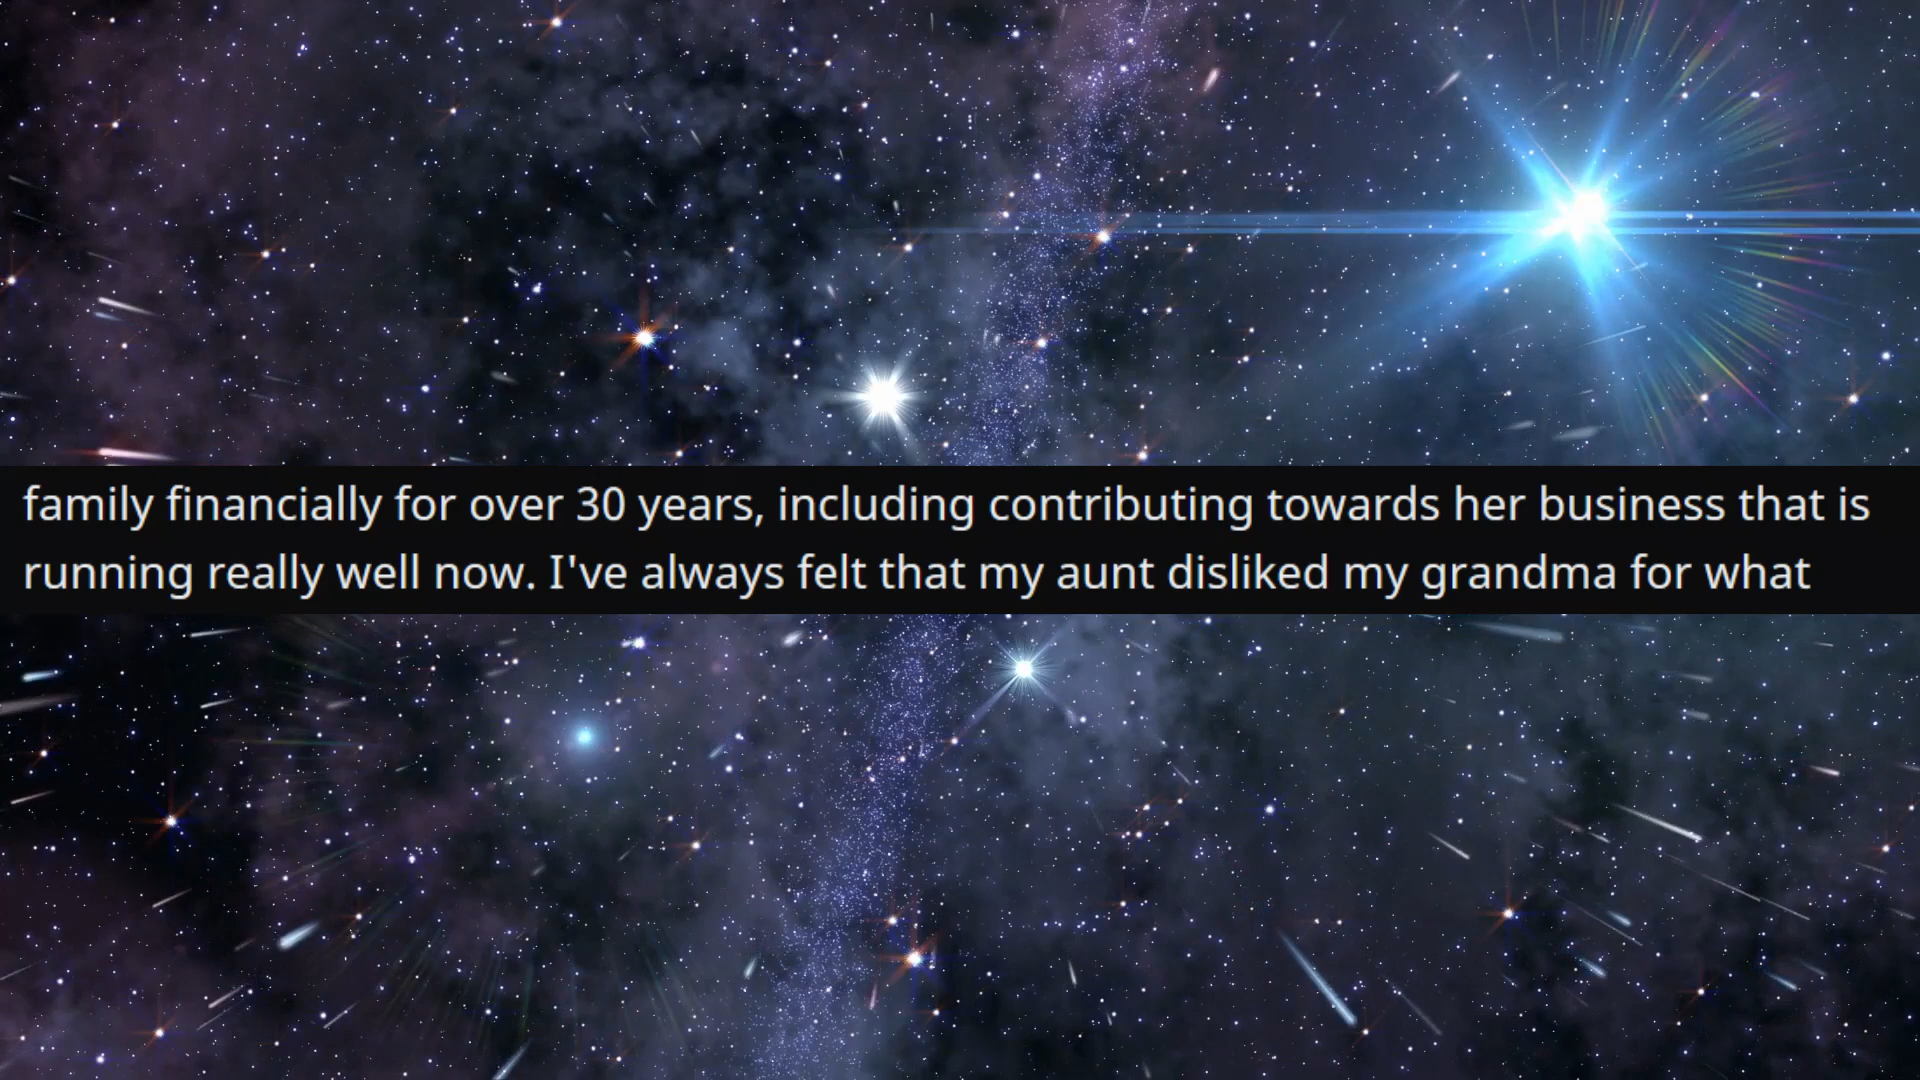 family financially for over 30 years, including contributing towards her business that is
running really well now. I've always felt that my aunt disliked my grandma for what